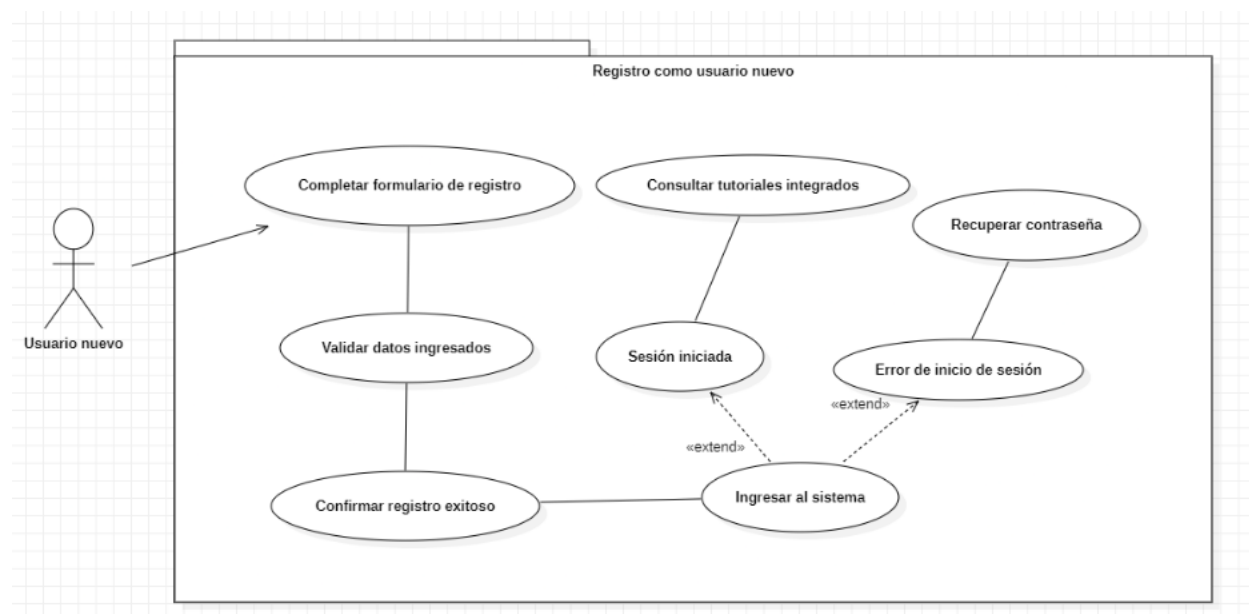 Registro como usuario nuevo
Completar formulario de registro
Consultar tutoriales integrados
Recuperar contraseña
Usuario nuevo
Validar datos ingresados
Sesión iniciada
Error de inicio de sesión
«extend»
«extend»
Confirmar registro exitoso
Ingresar al sistema